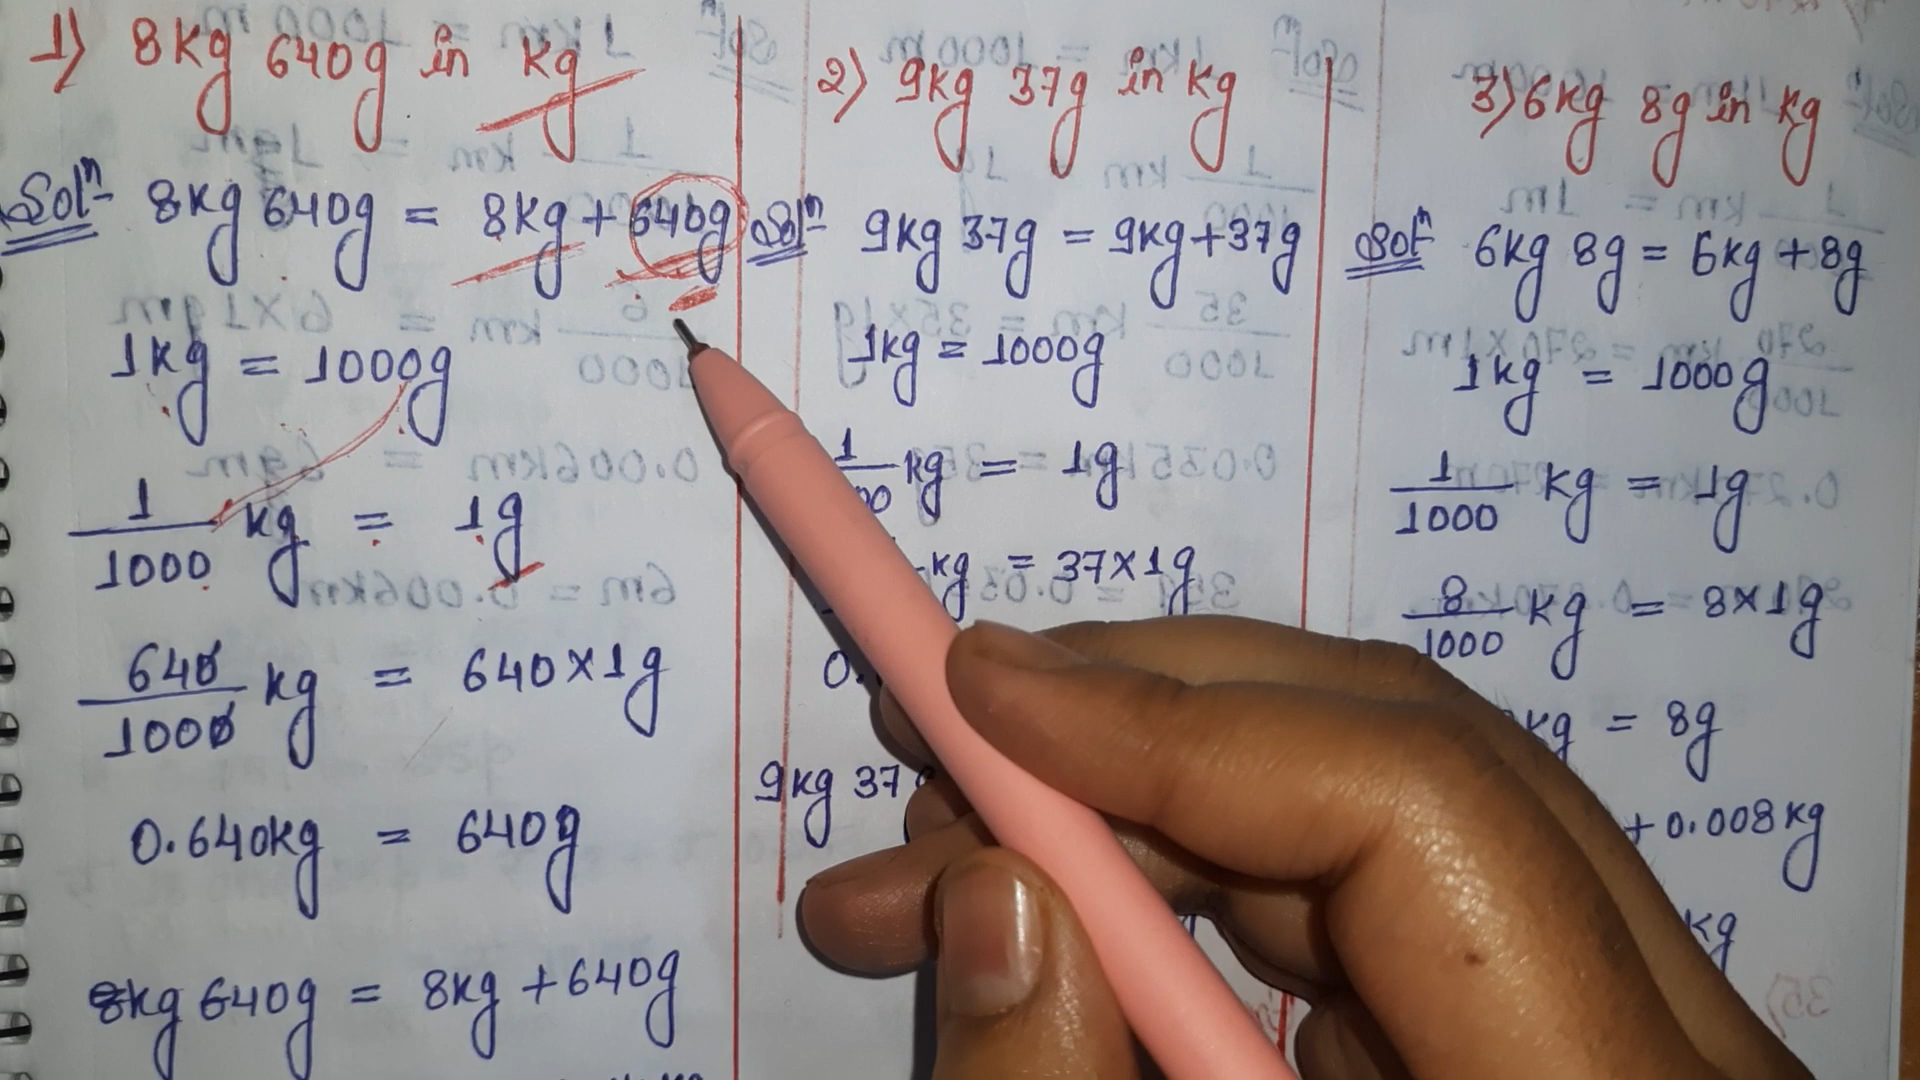 1) 8kg 640g in kg
Solⁿ- 8kg 640g = 8kg + 640g
1kg = 1000g
1/1000 kg = 1g
640/1000 kg = 640×1g
0.640kg = 640g
8kg 640g = 8kg + 640g
2) 9kg 37g in kg
Solⁿ- 9kg 37g = 9kg+37g
1kg = 1000g
kg = 1g
kg = 37×1g
0.
9kg 37
3) 6kg 8g in kg
Solⁿ- 6kg 8g = 6kg + 8g
1kg = 1000g
1/1000 kg = 1g
8/1000 kg = 8×1g
kg = 8g
+ 0.008kg
kg